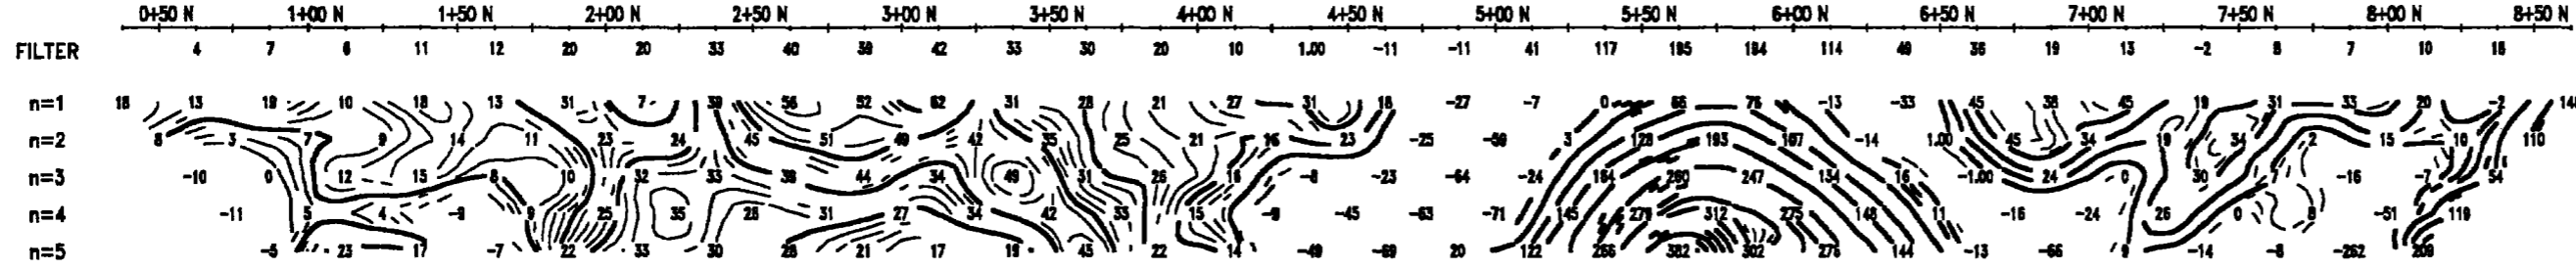 0+50 N 1+00 N 1+50 N 2+00 N 2+50 N 3+00 N 3+50 N 4+00 N 4+50 N 5+00 N 5+50 N 6+00 N 6+50 N 7+00 N 7+50 N 8+00 N 8+50 N
FILTER 4 7 6 11 12 20 20 33 40 39 42 33 30 20 10 1.00 -11 -11 41 117 185 184 114 49 36 19 13 -2 8 7 10 18
n=1 18 13 19 10 18 13 31 7 39 56 52 62 31 28 21 27 31 18 -27 -7 0 66 76 -13 -33 45 38 45 19 31 33 20 -2 146
n=2 8 3 7 9 14 11 23 24 45 51 49 42 35 25 21 16 23 -25 -59 3 128 193 167 -14 1.00 45 34 19 34 2 15 10 110
n=3 -10 0 12 15 8 10 32 33 38 44 34 49 31 26 16 -8 -23 -64 -24 164 280 247 134 16 -1.00 24 0 30 7 -16 -7 54
n=4 -11 5 4 -9 9 25 35 28 31 27 34 42 33 15 -9 -45 -63 -71 145 279 312 275 148 11 -16 -24 26 0 8 -51 119
n=5 -5 23 17 -7 22 33 30 28 21 17 19 45 22 14 -49 -69 20 122 266 382 302 276 144 -13 -66 9 -14 -8 -262 209